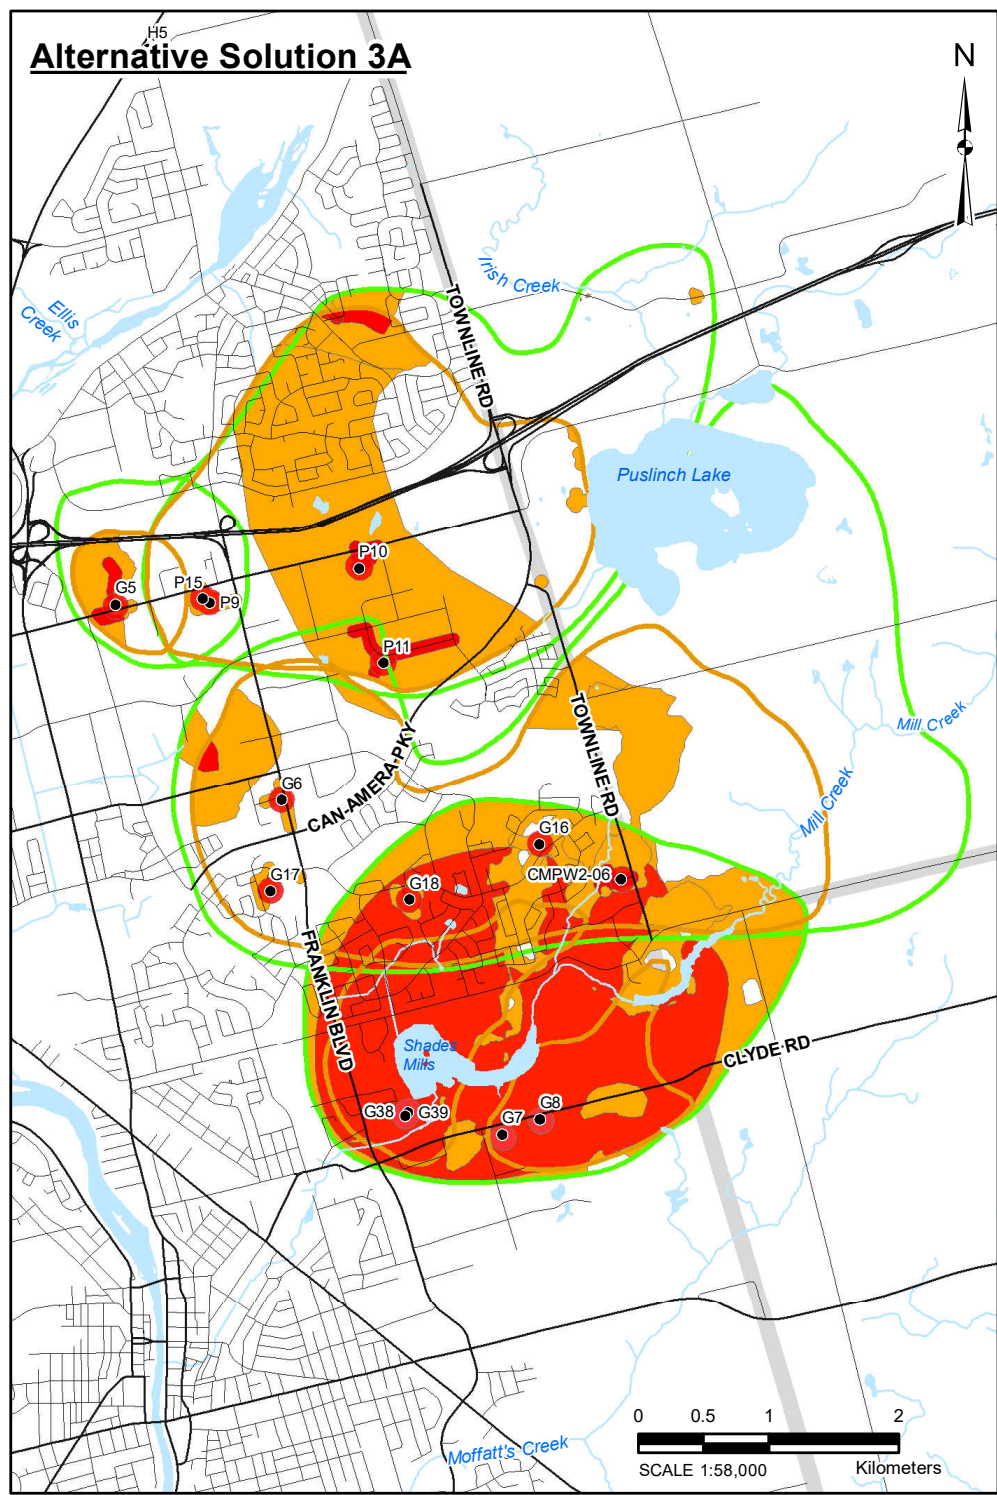 H5
Alternative Solution 3A
N
Irish Creek
Ellis
Creek
TOWNLINE RD
Puslinch Lake
P10
G5
P15
P9
P11
TOWNLINE RD
Mill Creek
CAN-AMERA PKY
Mill Creek
G6
G16
CMPW2-06
G17
G18
FRANKLIN BLVD
Shades
Mills
CLYDE RD
G38
G39
G8
G7
0 0.5 1 2
SCALE 1:58,000
Kilometers
Moffatt's Creek